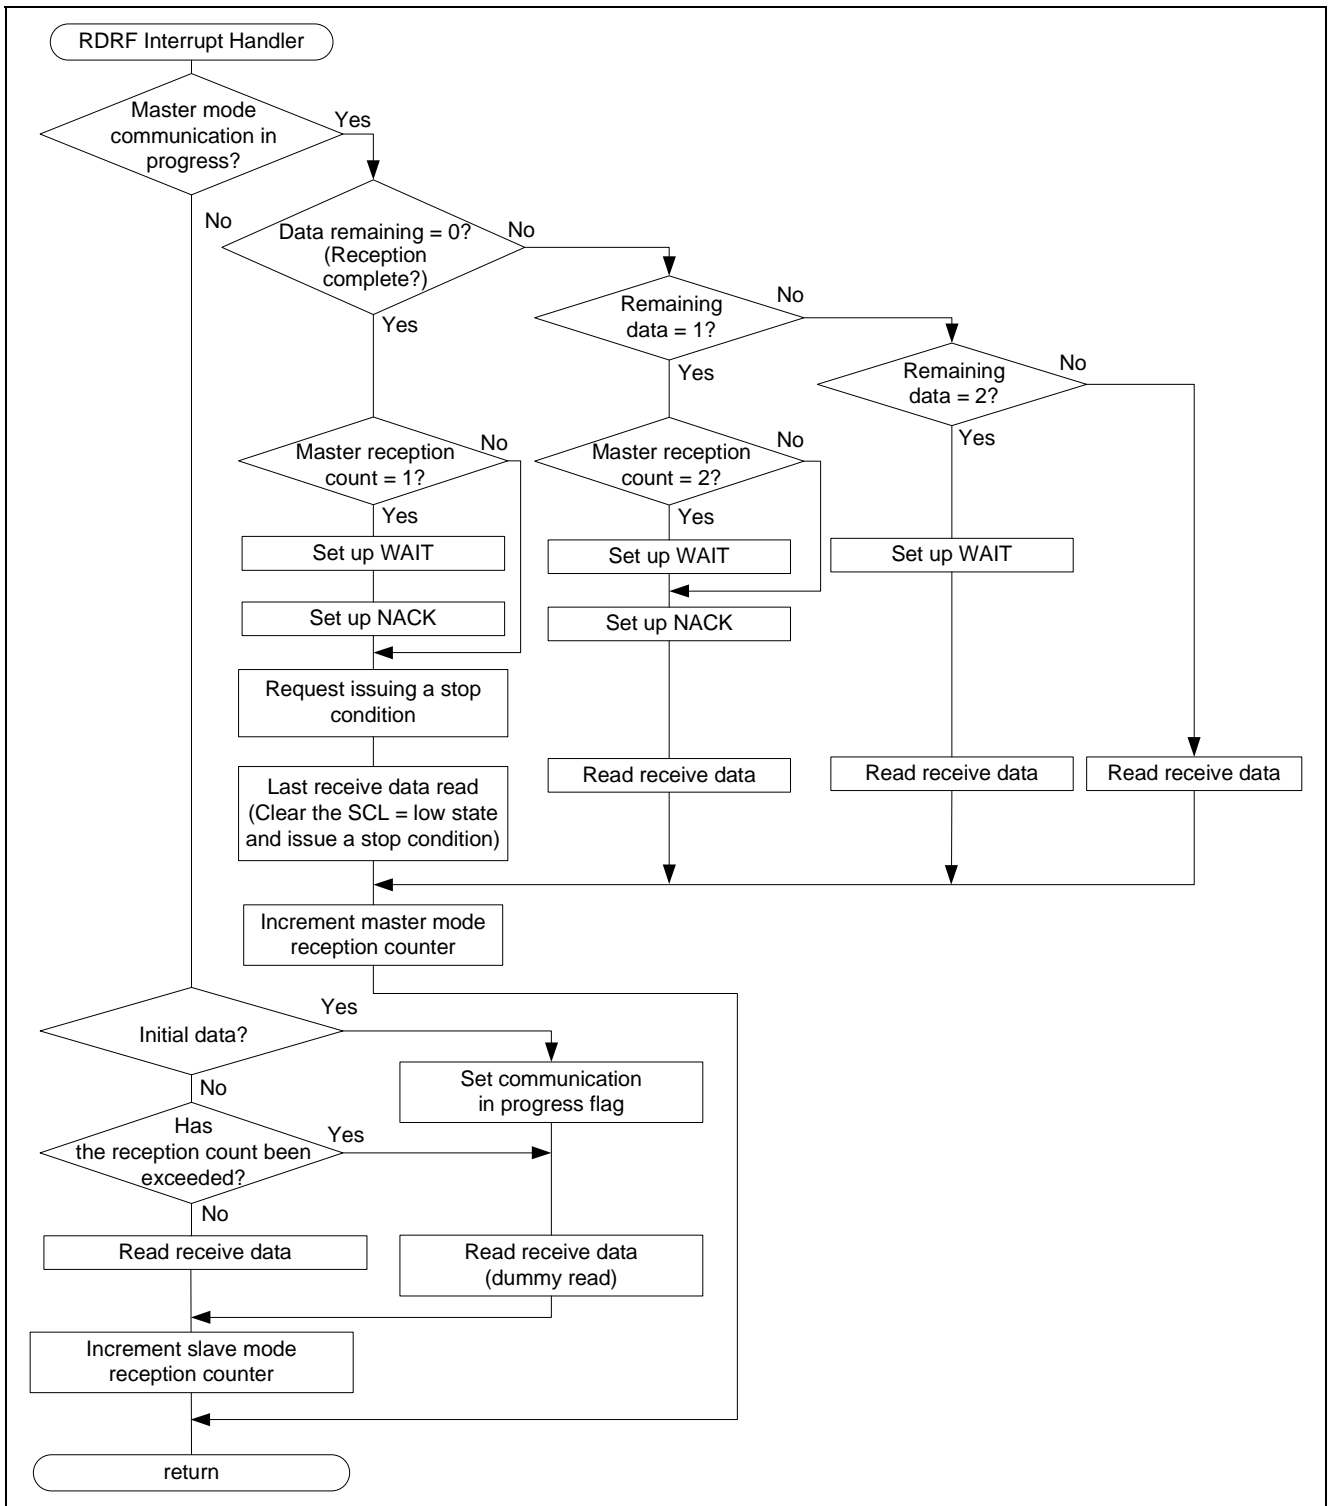 RDRF Interrupt Handler
Master mode
communication in
progress?
Yes
No
Data remaining = 0?
(Reception
complete?)
No
Yes
Remaining
data = 1?
No
Yes
Remaining
data = 2?
No
Yes
Master reception
count = 1?
No
Yes
Master reception
count = 2?
No
Yes
Set up WAIT
Set up WAIT
Set up WAIT
Set up NACK
Set up NACK
Request issuing a stop
condition
Last receive data read
(Clear the SCL = low state
and issue a stop condition)
Read receive data
Read receive data
Read receive data
Increment master mode
reception counter
Initial data?
Yes
No
Set communication
in progress flag
Has
the reception count been
exceeded?
Yes
No
Read receive data
Read receive data
(dummy read)
Increment slave mode
reception counter
return